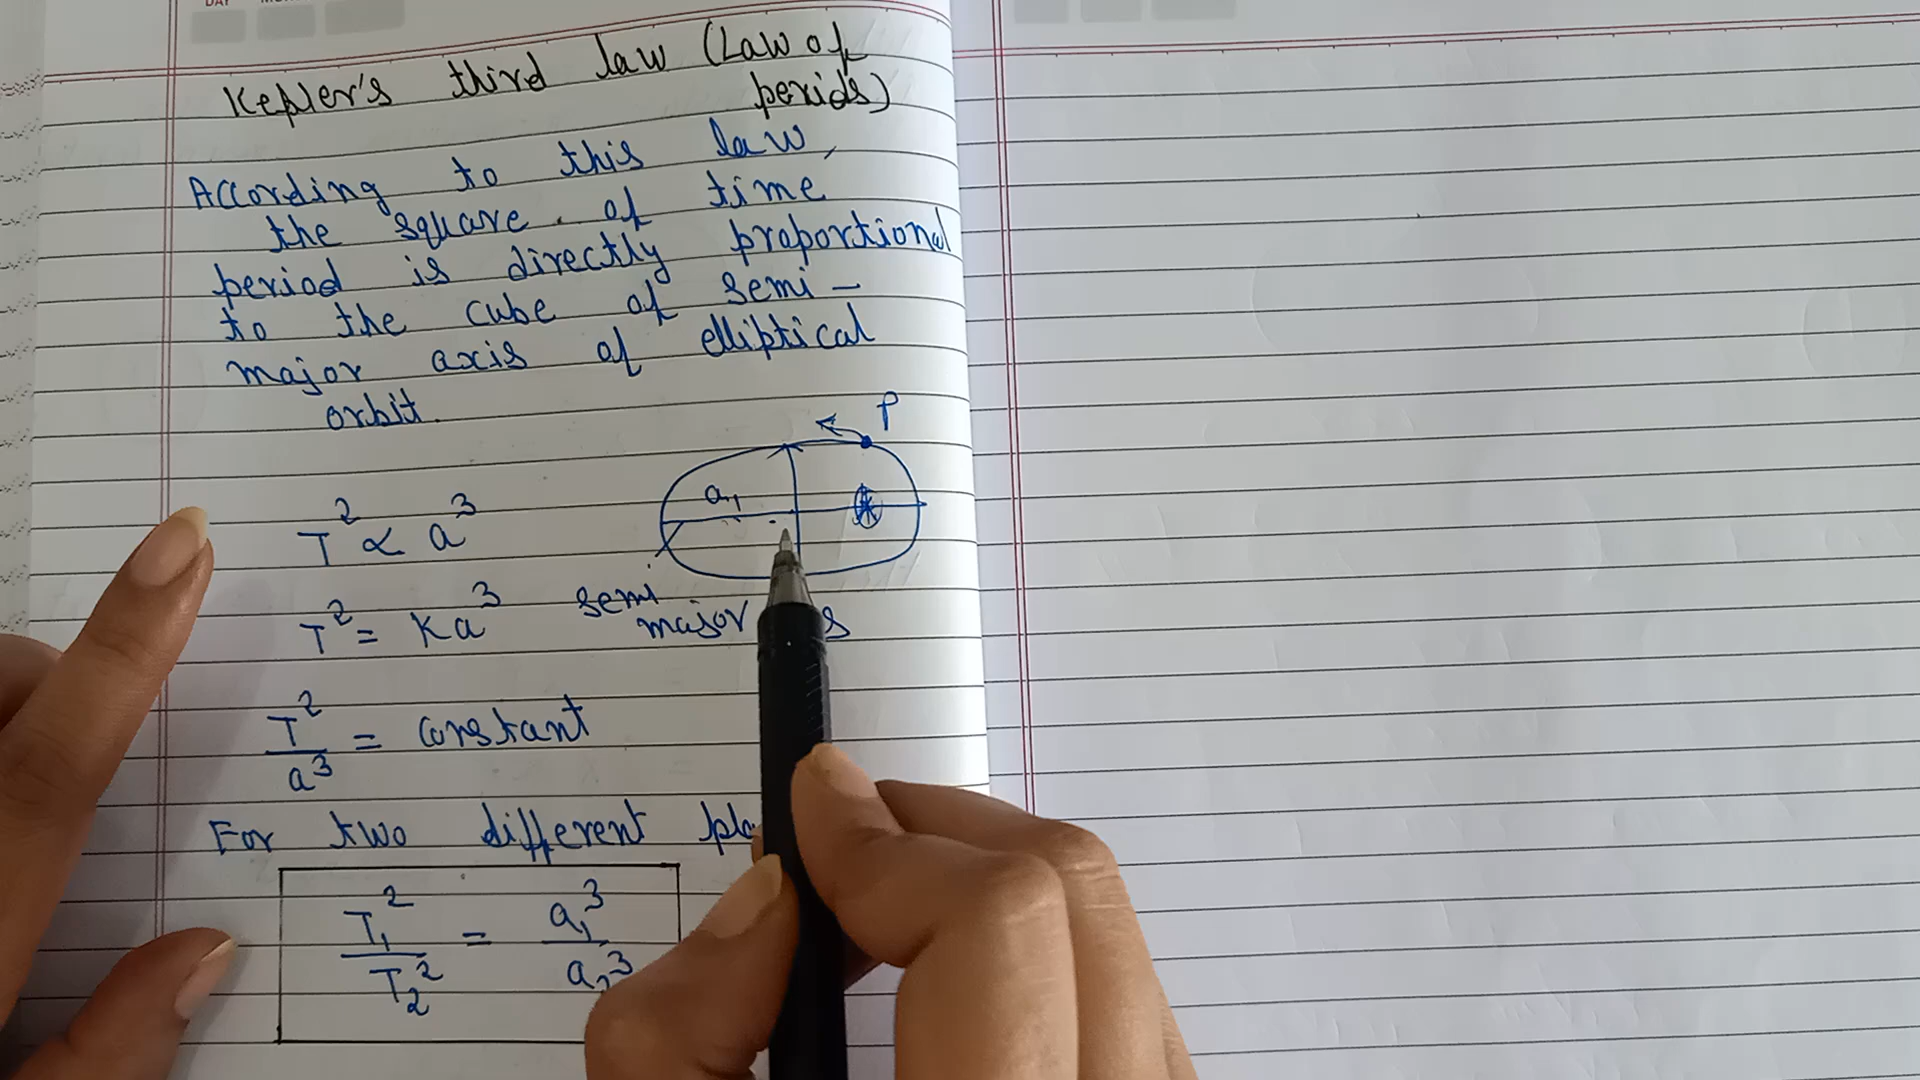 DAY
Kepler's third law (Law of
periods)
According to this law,
the square of time
period is directly proportional
to the cube of semi-
major axis of elliptical
orbit.
P
a1
T² ∝ a³
T² = Ka³
semi
major
T²/a³ = constant
For two different
T₁²/T₂² = a₁³/a₂³